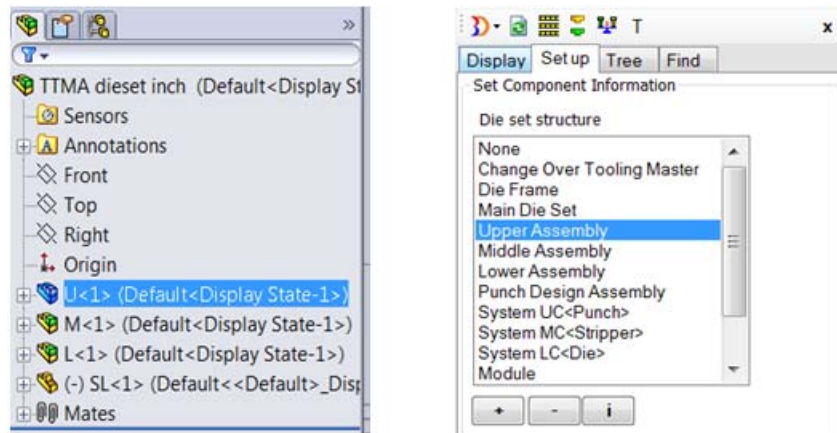 »
TTMA dieset inch (Default<Display St
Sensors
A Annotations
Front
Top
Right
Origin
U<1> (Default<Display State-1>)
M<1> (Default<Display State-1>)
L<1> (Default<Display State-1>)
(-) SL<1> (Default<<Default>_Disp
Mates
T x
Display Set up Tree Find
Set Component Information
Die set structure
None
Change Over Tooling Master
Die Frame
Main Die Set
Upper Assembly
Middle Assembly
Lower Assembly
Punch Design Assembly
System UC<Punch>
System MC<Stripper>
System LC<Die>
Module
+ - i